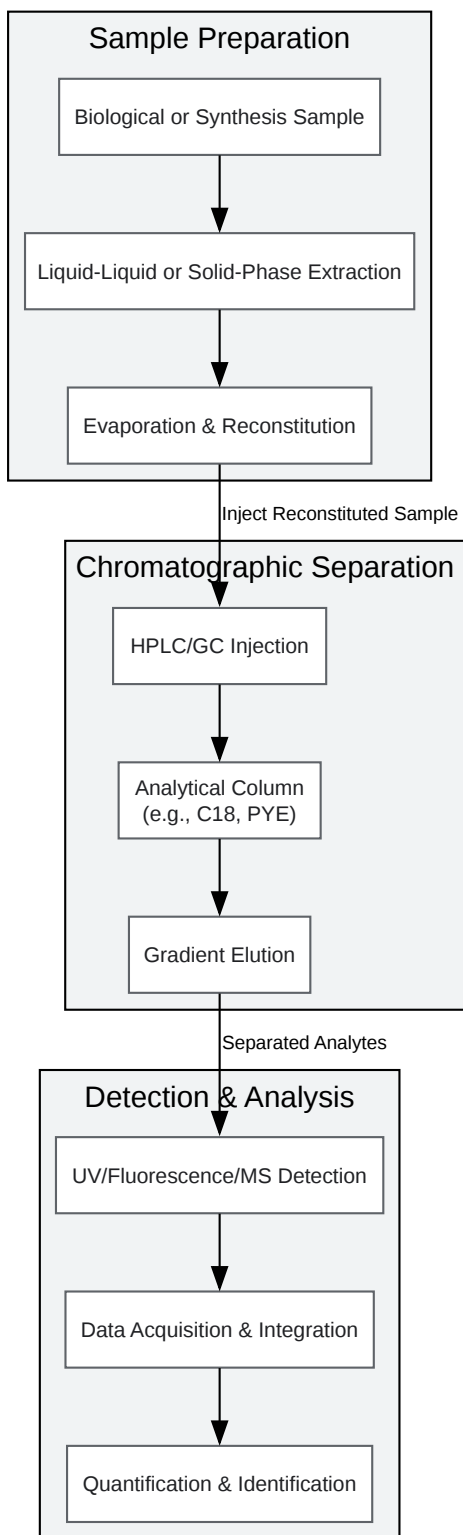 Sample Preparation
Biological or Synthesis Sample
Liquid-Liquid or Solid-Phase Extraction
Evaporation & Reconstitution
Inject Reconstituted Sample
Chromatographic Separation
HPLC/GC Injection
Analytical Column
(e.g., C18, PYE)
Gradient Elution
Separated Analytes
Detection & Analysis
UV/Fluorescence/MS Detection
Data Acquisition & Integration
Quantification & Identification